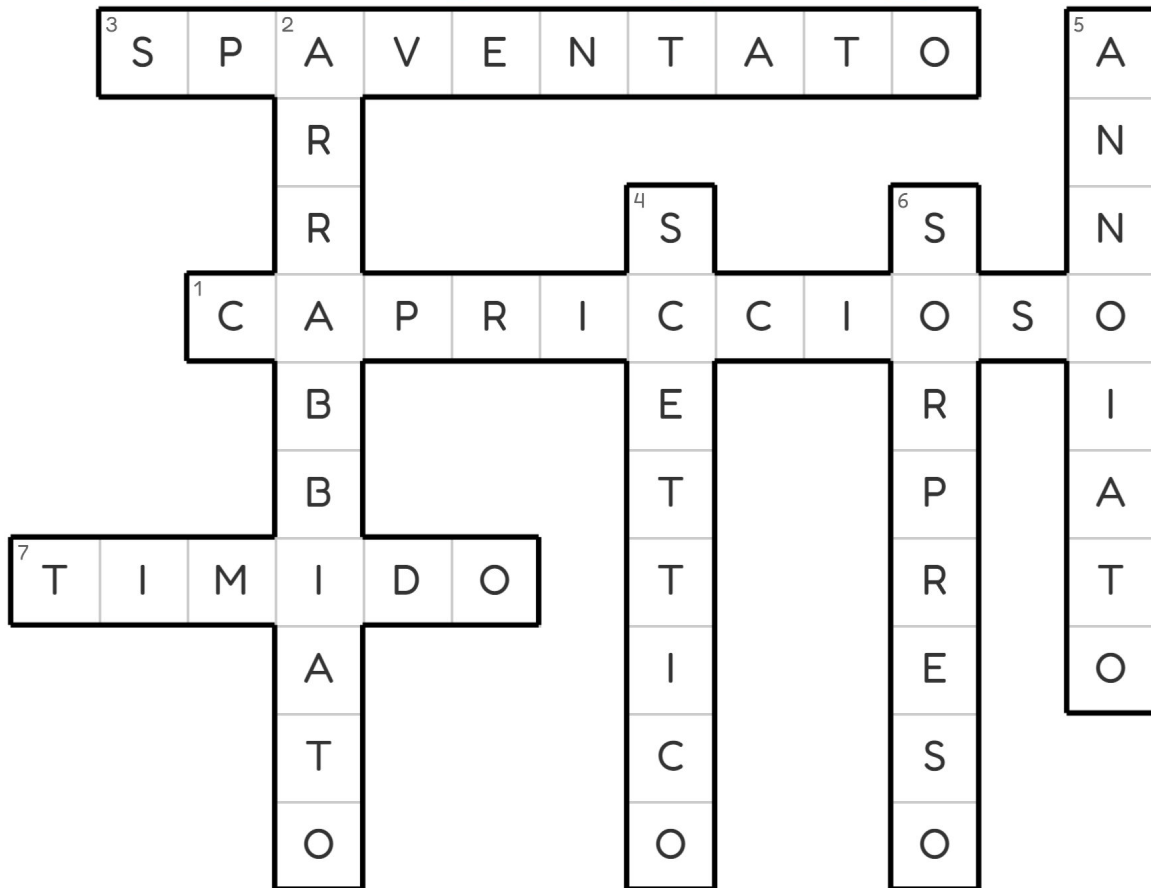 3 S P 2 A V E N T A T O 5 A
R N
R 4 S 6 S N
1 C A P R I C C I O S O
B E R I
B T P A
7 T I M I D O T R T
A I E O
T C S
O O O